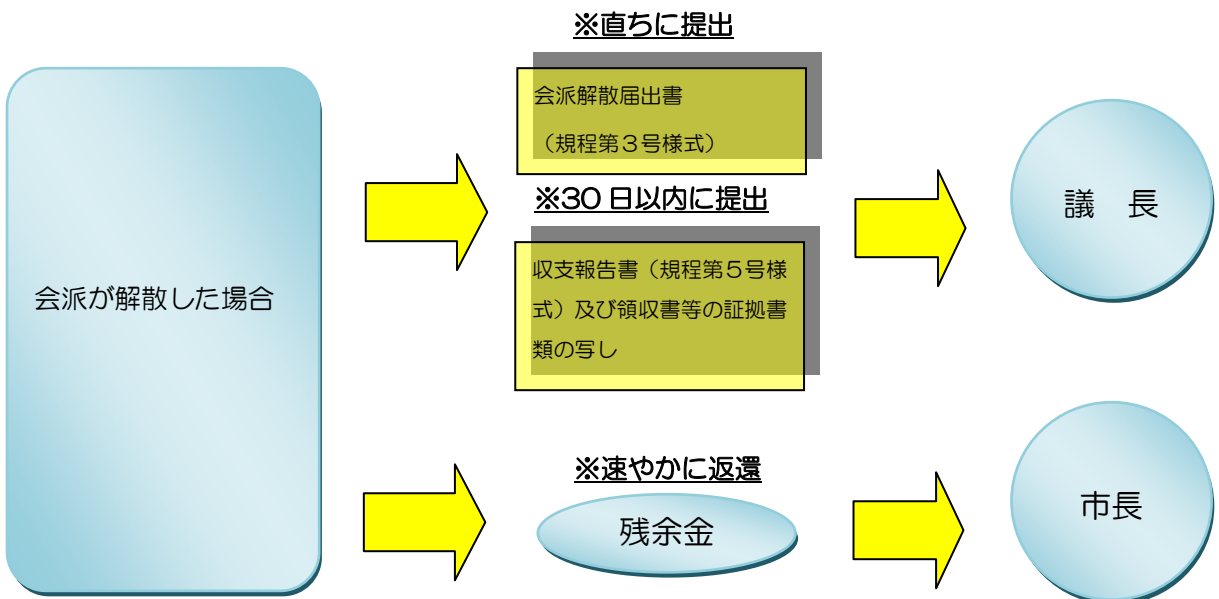 会派が解散した場合
※直ちに提出
会派解散届出書
（規程第３号様式）
※30 日以内に提出
収支報告書（規程第５号様
式）及び領収書等の証拠書
類の写し
議　長
※速やかに返還
残余金
市長